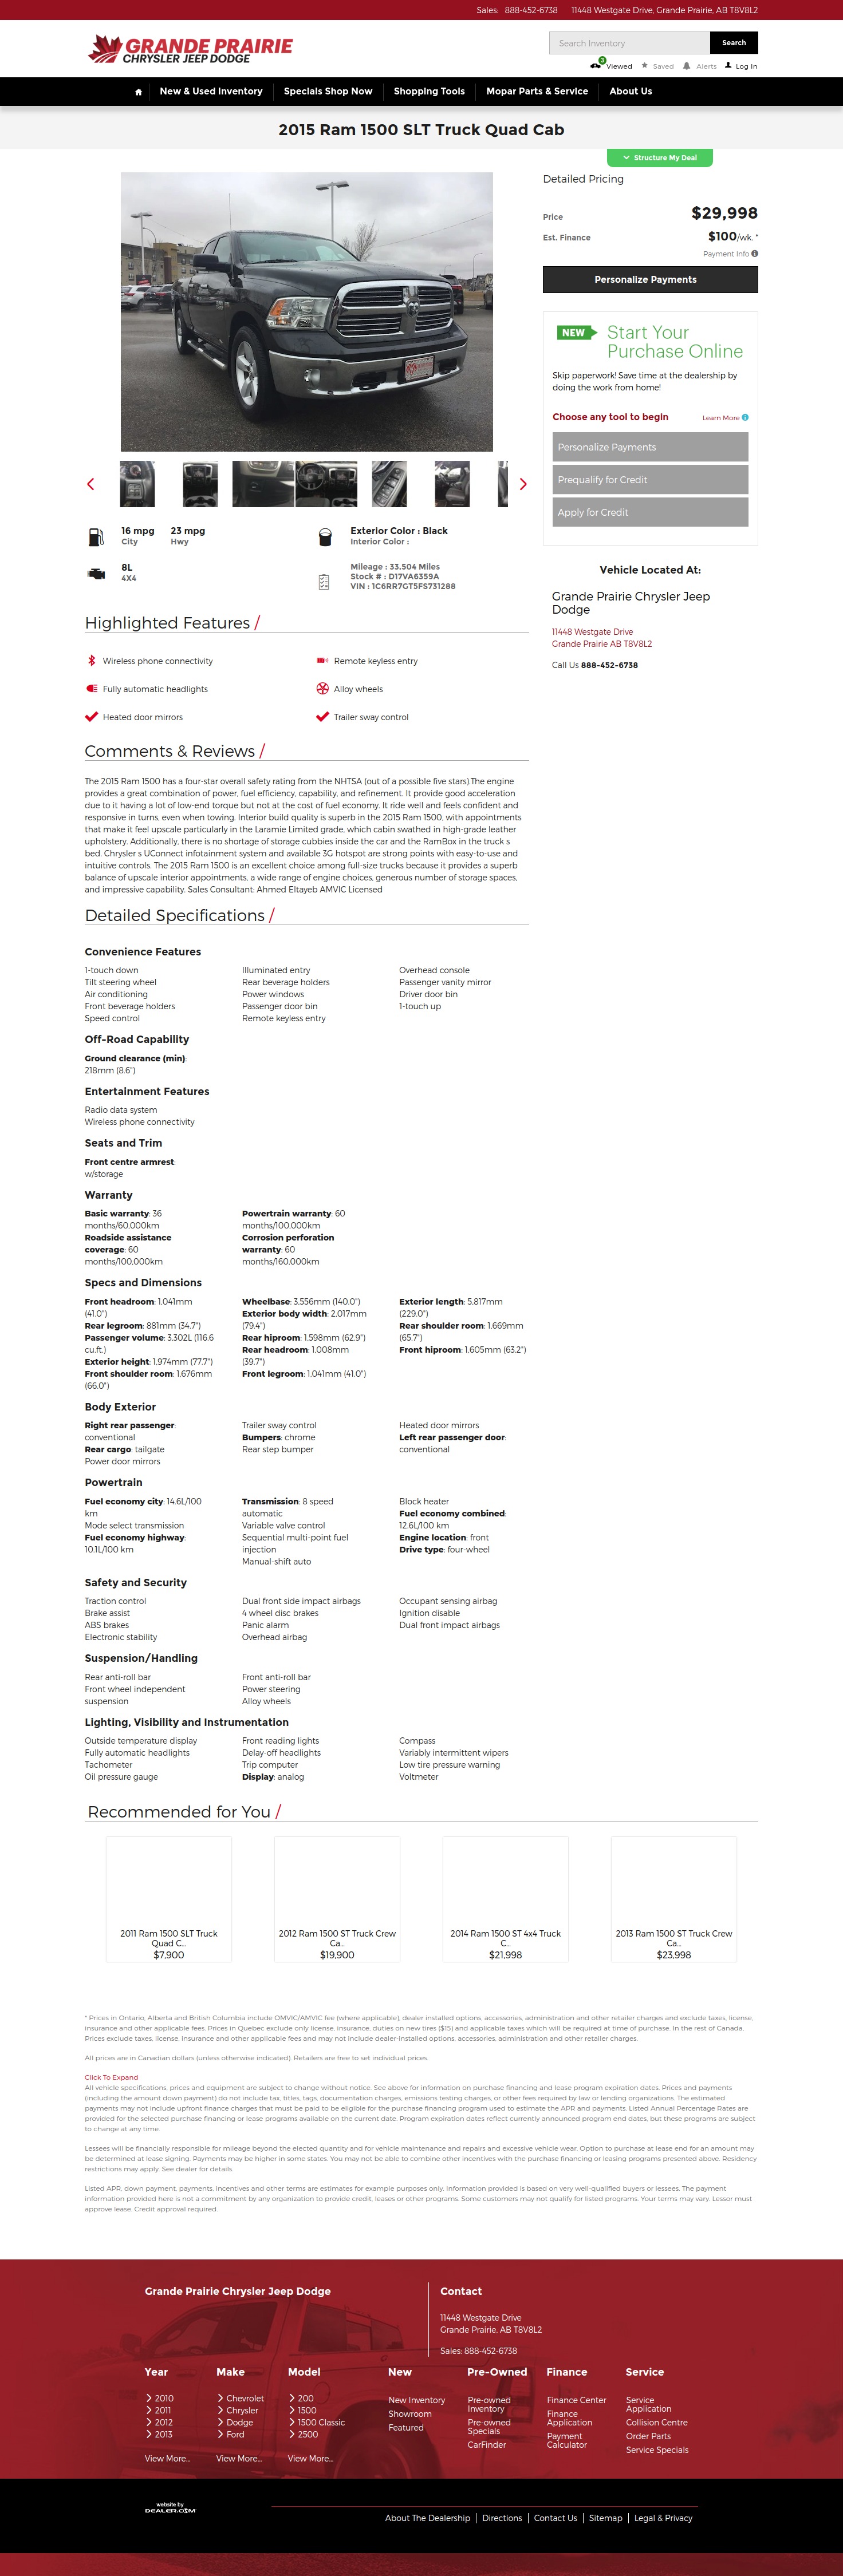 Sales: 888-452-6738 11448 Westgate Drive, Grande Prairie, AB T8V8L2
GRANDE PRAIRIE
CHRYSLER JEEP DODGE
Search Inventory
Search
3
Viewed Saved Alerts Log In
New & Used Inventory Specials Shop Now Shopping Tools Mopar Parts & Service About Us
2015 Ram 1500 SLT Truck Quad Cab
Structure My Deal
Detailed Pricing
Price $29,998
Est. Finance $100/wk. *
Payment Info
Personalize Payments
NEW Start Your
Purchase Online
Skip paperwork! Save time at the dealership by
doing the work from home!
Choose any tool to begin Learn More
Personalize Payments
Prequalify for Credit
Apply for Credit
16 mpg 23 mpg
City Hwy
8L
4X4
Exterior Color : Black
Interior Color :
Mileage : 33,504 Miles
Stock # : D17VA6359A
VIN : 1C6RR7GT5FS731288
Vehicle Located At:
Grande Prairie Chrysler Jeep
Dodge
11448 Westgate Drive
Grande Prairie AB T8V8L2
Call Us 888-452-6738
Highlighted Features /
Wireless phone connectivity Remote keyless entry
Fully automatic headlights Alloy wheels
Heated door mirrors Trailer sway control
Comments & Reviews /
The 2015 Ram 1500 has a four-star overall safety rating from the NHTSA (out of a possible five stars).The engine
provides a great combination of power, fuel efficiency, capability, and refinement. It provide good acceleration
due to it having a lot of low-end torque but not at the cost of fuel economy. It ride well and feels confident and
responsive in turns, even when towing. Interior build quality is superb in the 2015 Ram 1500, with appointments
that make it feel upscale particularly in the Laramie Limited grade, which cabin swathed in high-grade leather
upholstery. Additionally, there is no shortage of storage cubbies inside the car and the RamBox in the truck s
bed. Chrysler s UConnect infotainment system and available 3G hotspot are strong points with easy-to-use and
intuitive controls. The 2015 Ram 1500 is an excellent choice among full-size trucks because it provides a superb
balance of upscale interior appointments, a wide range of engine choices, generous number of storage spaces,
and impressive capability. Sales Consultant: Ahmed Eltayeb AMVIC Licensed
Detailed Specifications /
Convenience Features
1-touch down Illuminated entry Overhead console
Tilt steering wheel Rear beverage holders Passenger vanity mirror
Air conditioning Power windows Driver door bin
Front beverage holders Passenger door bin 1-touch up
Speed control Remote keyless entry
Off-Road Capability
Ground clearance (min):
218mm (8.6")
Entertainment Features
Radio data system
Wireless phone connectivity
Seats and Trim
Front centre armrest:
w/storage
Warranty
Basic warranty: 36 Powertrain warranty: 60
months/60,000km months/100,000km
Roadside assistance Corrosion perforation
coverage: 60 warranty: 60
months/100,000km months/160,000km
Specs and Dimensions
Front headroom: 1,041mm Wheelbase: 3,556mm (140.0") Exterior length: 5,817mm
(41.0") Exterior body width: 2,017mm (229.0")
Rear legroom: 881mm (34.7") (79.4") Rear shoulder room: 1,669mm
Passenger volume: 3,302L (116.6 Rear hiproom: 1,598mm (62.9") (65.7")
cu.ft.) Rear headroom: 1,008mm Front hiproom: 1,605mm (63.2")
Exterior height: 1,974mm (77.7") (39.7")
Front shoulder room: 1,676mm Front legroom: 1,041mm (41.0")
(66.0")
Body Exterior
Right rear passenger: Trailer sway control Heated door mirrors
conventional Bumpers: chrome Left rear passenger door:
Rear cargo: tailgate Rear step bumper conventional
Power door mirrors
Powertrain
Fuel economy city: 14.6L/100 Transmission: 8 speed Block heater
km automatic Fuel economy combined:
Mode select transmission Variable valve control 12.6L/100 km
Fuel economy highway: Sequential multi-point fuel Engine location: front
10.1L/100 km injection Drive type: four-wheel
Manual-shift auto
Safety and Security
Traction control Dual front side impact airbags Occupant sensing airbag
Brake assist 4 wheel disc brakes Ignition disable
ABS brakes Panic alarm Dual front impact airbags
Electronic stability Overhead airbag
Suspension/Handling
Rear anti-roll bar Front anti-roll bar
Front wheel independent Power steering
suspension Alloy wheels
Lighting, Visibility and Instrumentation
Outside temperature display Front reading lights Compass
Fully automatic headlights Delay-off headlights Variably intermittent wipers
Tachometer Trip computer Low tire pressure warning
Oil pressure gauge Display: analog Voltmeter
Recommended for You /
2011 Ram 1500 SLT Truck 2012 Ram 1500 ST Truck Crew 2014 Ram 1500 ST 4x4 Truck 2013 Ram 1500 ST Truck Crew
Quad C... Ca... C... Ca...
$7,900 $19,900 $21,998 $23,998
* Prices in Ontario, Alberta and British Columbia include OMVIC/AMVIC fee (where applicable), dealer installed options, accessories, administration and other retailer charges and exclude taxes, license,
insurance and other applicable fees. Prices in Quebec exclude only license, insurance, duties on new tires ($15) and applicable taxes which will be required at time of purchase. In the rest of Canada,
Prices exclude taxes, license, insurance and other applicable fees and may not include dealer-installed options, accessories, administration and other retailer charges.
All prices are in Canadian dollars (unless otherwise indicated). Retailers are free to set individual prices.
Click To Expand
All vehicle specifications, prices and equipment are subject to change without notice. See above for information on purchase financing and lease program expiration dates. Prices and payments
(including the amount down payment) do not include tax, titles, tags, documentation charges, emissions testing charges, or other fees required by law or lending organizations. The estimated
payments may not include upfront finance charges that must be paid to be eligible for the purchase financing program used to estimate the APR and payments. Listed Annual Percentage Rates are
provided for the selected purchase financing or lease programs available on the current date. Program expiration dates reflect currently announced program end dates, but these programs are subject
to change at any time.
Lessees will be financially responsible for mileage beyond the elected quantity and for vehicle maintenance and repairs and excessive vehicle wear. Option to purchase at lease end for an amount may
be determined at lease signing. Payments may be higher in some states. You may not be able to combine other incentives with the purchase financing or leasing programs presented above. Residency
restrictions may apply. See dealer for details.
Listed APR, down payment, payments, incentives and other terms are estimates for example purposes only. Information provided is based on very well-qualified buyers or lessees. The payment
information provided here is not a commitment by any organization to provide credit, leases or other programs. Some customers may not qualify for listed programs. Your terms may vary. Lessor must
approve lease. Credit approval required.
Grande Prairie Chrysler Jeep Dodge
Contact
11448 Westgate Drive
Grande Prairie, AB T8V8L2
Sales: 888-452-6738
Year Make Model New Pre-Owned Finance Service
2010
2011
2012
2013
View More...
Chevrolet
Chrysler
Dodge
Ford
View More...
200
1500
1500 Classic
2500
View More...
New Inventory
Showroom
Featured
Pre-owned
Inventory
Pre-owned
Specials
CarFinder
Finance Center
Finance
Application
Payment
Calculator
Service
Application
Collision Centre
Order Parts
Service Specials
website by
DEALER.COM
About The Dealership Directions Contact Us Sitemap Legal & Privacy